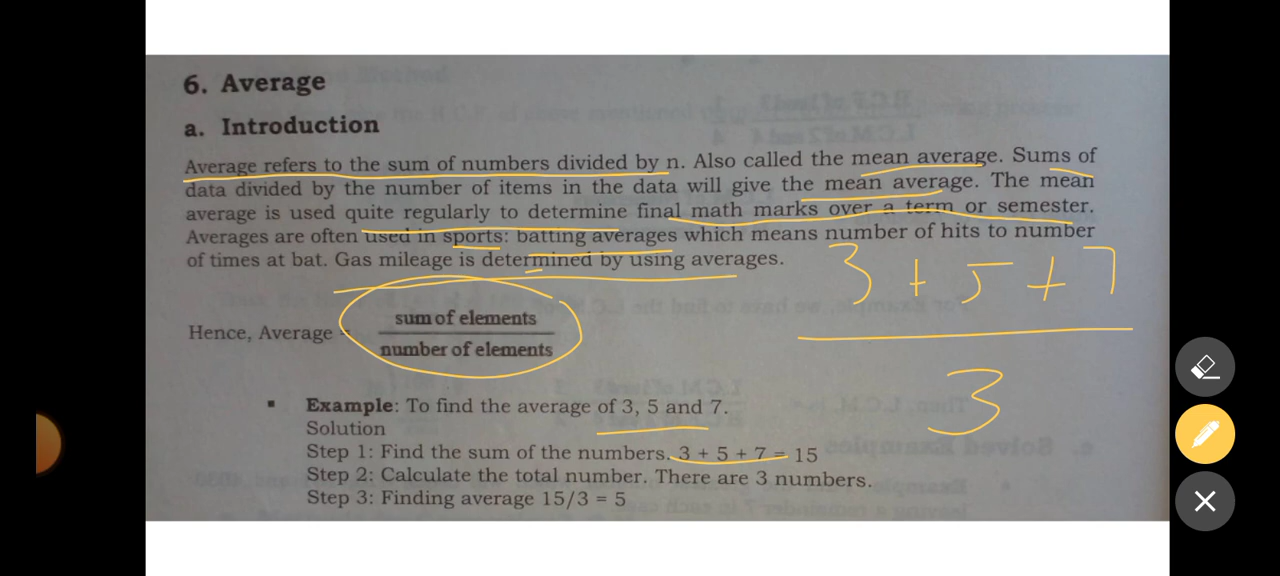 6. Average
a. Introduction
Average refers to the sum of numbers divided by n. Also called the mean average. Sums of
data divided by the number of items in the data will give the mean average. The mean
average is used quite regularly to determine final math marks over a term or semester.
Averages are often used in sports: batting averages which means number of hits to number
of times at bat. Gas mileage is determined by using averages.
3 + 5 + 7
3
Hence, Average = sum of elements
number of elements
▪ Example: To find the average of 3, 5 and 7.
Solution
Step 1: Find the sum of the numbers. 3 + 5 + 7 = 15
Step 2: Calculate the total number. There are 3 numbers.
Step 3: Finding average 15/3 = 5